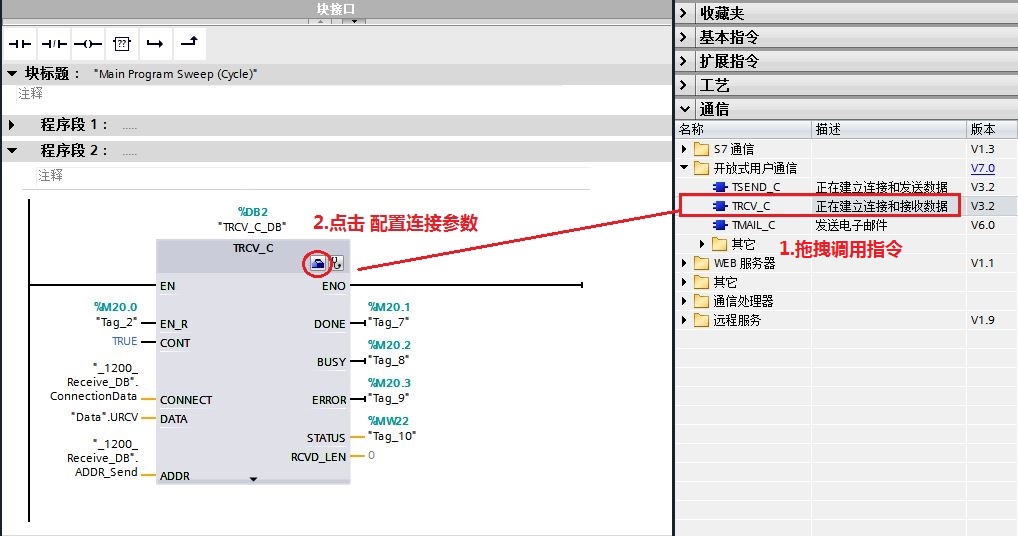 块接口
块标题： "Main Program Sweep (Cycle)"
注释
程序段 1： .....
程序段 2： .....
注释
%DB2
"TRCV_C_DB"
2.点击 配置连接参数
TRCV_C
EN
ENO
%M20.0
"Tag_2"
EN_R
TRUE
CONT
"_1200_
Receive_DB".
ConnectionData
CONNECT
"Data".URCV
DATA
"_1200_
Receive_DB".
ADDR_Send
ADDR
%M20.1
DONE
"Tag_7"
%M20.2
BUSY
"Tag_8"
%M20.3
ERROR
"Tag_9"
%MW22
STATUS
"Tag_10"
RCVD_LEN
0
收藏夹
基本指令
扩展指令
工艺
通信
名称 描述 版本
S7 通信 V1.3
开放式用户通信 V7.0
TSEND_C 正在建立连接和发送数据 V3.2
TRCV_C 正在建立连接和接收数据 V3.2
TMAIL_C 发送电子邮件 V6.0
其它
1.拖拽调用指令
WEB 服务器 V1.1
其它
通信处理器
远程服务 V1.9